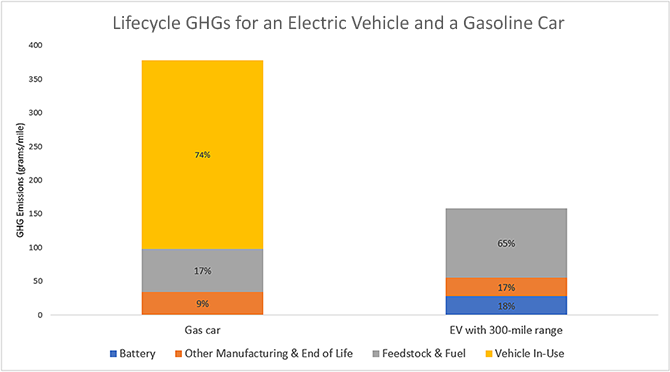 Lifecycle GHGs for an Electric Vehicle and a Gasoline Car
GHG Emissions (grams/mile)
400
350
300
250
200
150
100
50
0
74%
17%
9%
65%
17%
18%
Gas car
EV with 300-mile range
Battery
Other Manufacturing & End of Life
Feedstock & Fuel
Vehicle In-Use